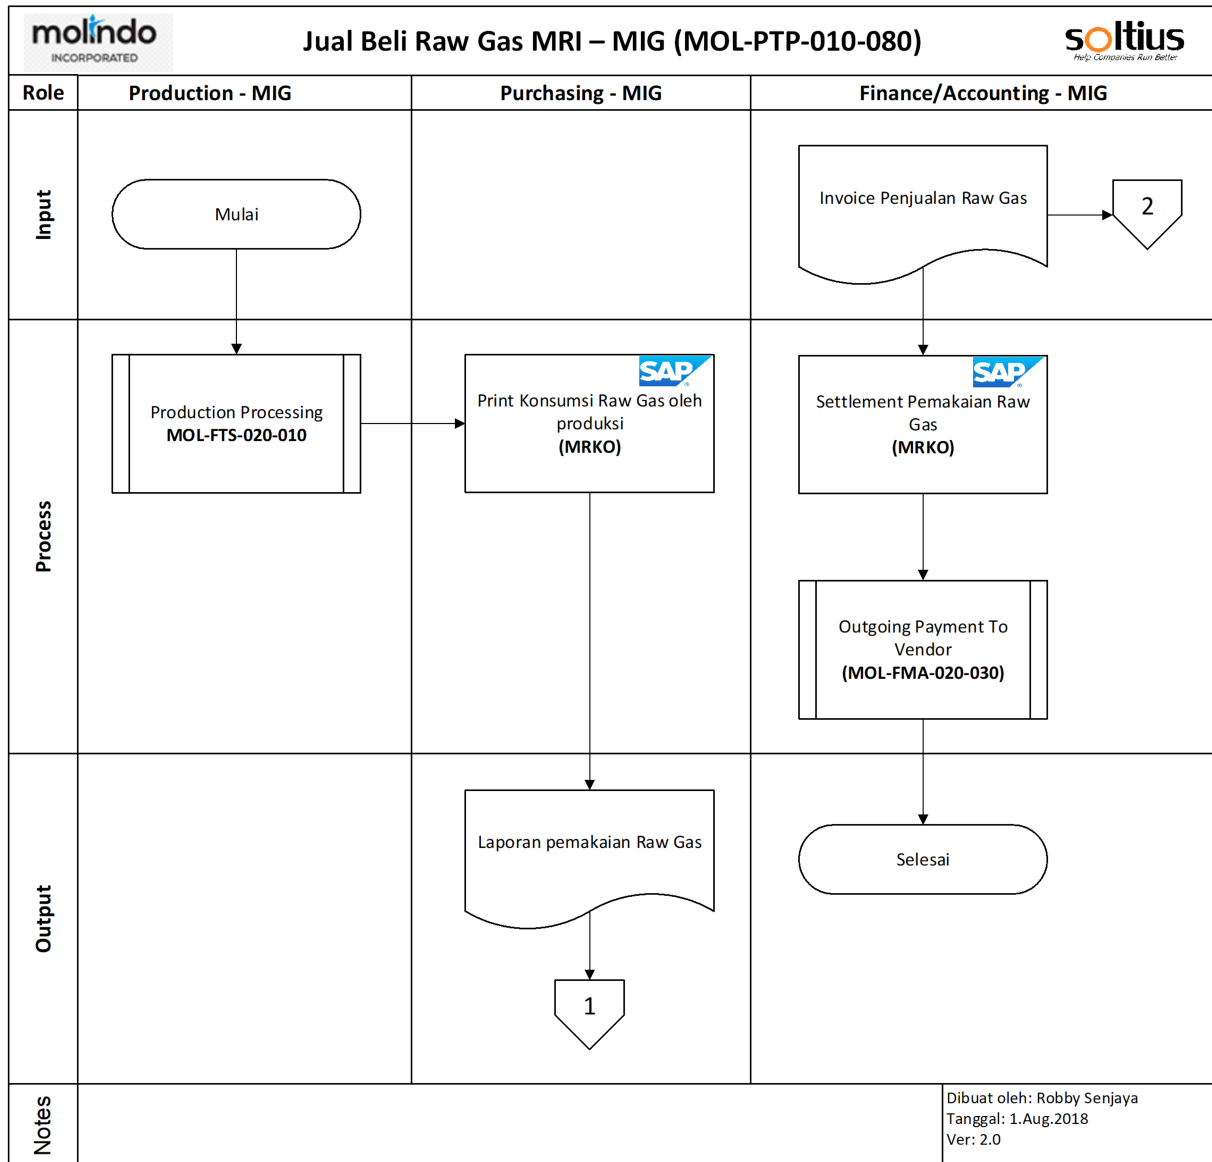 molindo
INCORPORATED
Jual Beli Raw Gas MRI – MIG (MOL-PTP-010-080)
soltius
Help Companies Run Better
Role
Production - MIG
Purchasing - MIG
Finance/Accounting - MIG
Input
Mulai
Invoice Penjualan Raw Gas
2
Process
Production Processing
MOL-FTS-020-010
SAP
Print Konsumsi Raw Gas oleh
produksi
(MRKO)
SAP
Settlement Pemakaian Raw
Gas
(MRKO)
Outgoing Payment To
Vendor
(MOL-FMA-020-030)
Output
Laporan pemakaian Raw Gas
1
Selesai
Notes
Dibuat oleh: Robby Senjaya
Tanggal: 1.Aug.2018
Ver: 2.0